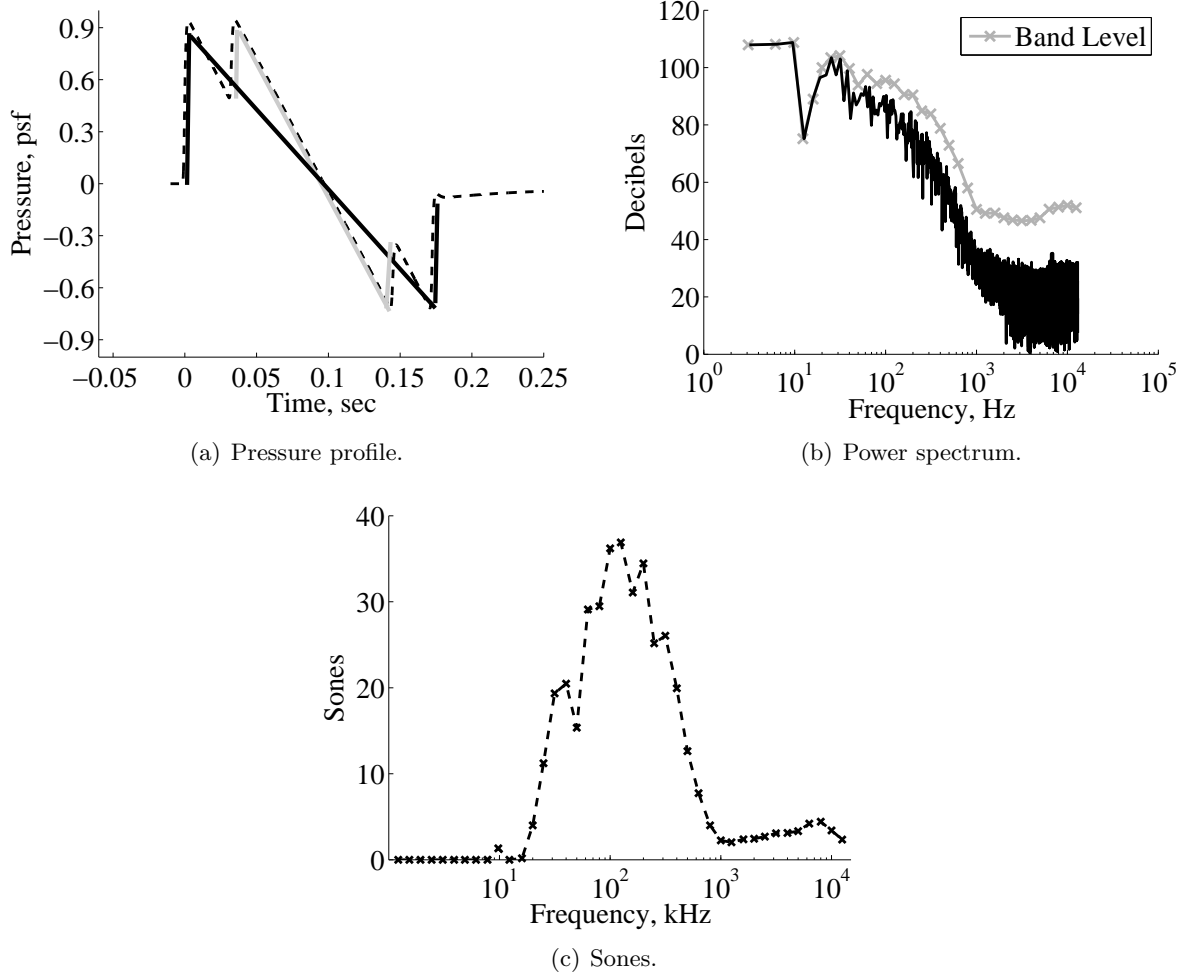 0.9
0.6
0.3
0
−0.3
−0.6
−0.9
Pressure, psf
−0.05 0 0.05 0.1 0.15 0.2 0.25
Time, sec
(a) Pressure profile.
120
100
80
60
40
20
0
Decibels
Band Level
10^0 10^1 10^2 10^3 10^4 10^5
Frequency, Hz
(b) Power spectrum.
40
30
20
10
0
Sones
10^1 10^2 10^3 10^4
Frequency, kHz
(c) Sones.